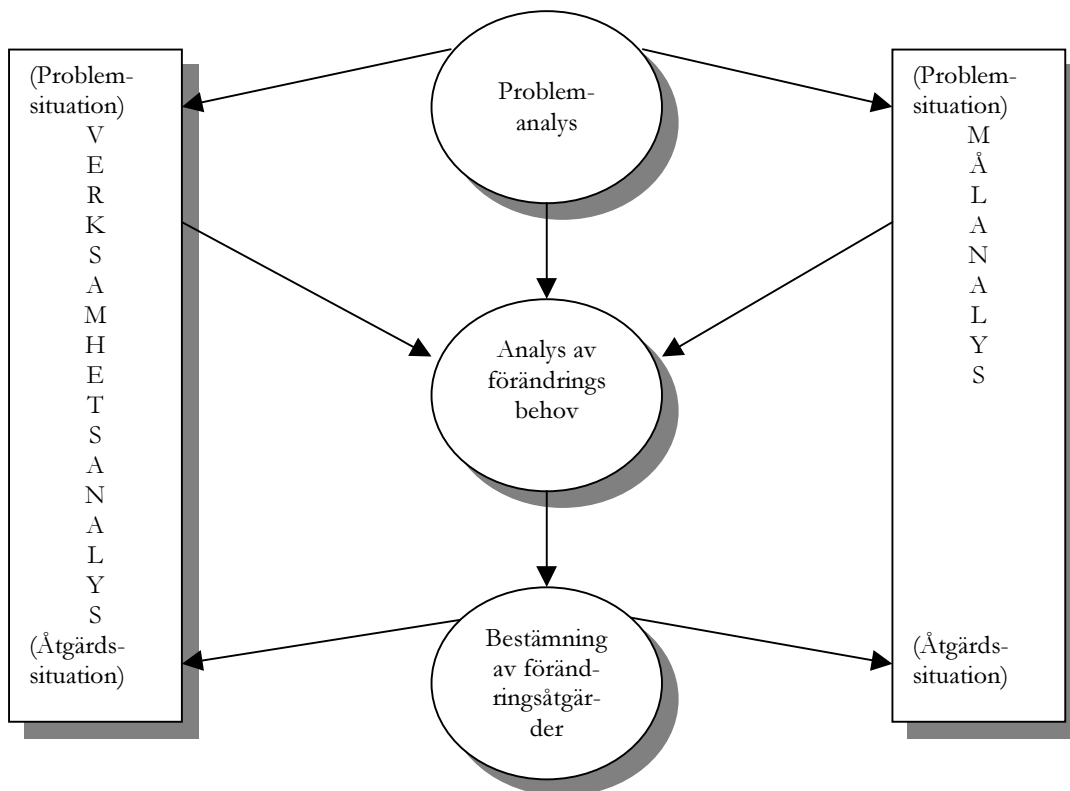 (Problem-
situation)
V
E
R
K
S
A
M
H
E
T
S
A
N
A
L
Y
S
(Åtgärds-
situation)
Problem-
analys
Analys av
förändrings
behov
Bestämning
av föränd-
ringsåtgär-
der
(Problem-
situation)
M
Å
L
A
N
A
L
Y
S
(Åtgärds-
situation)